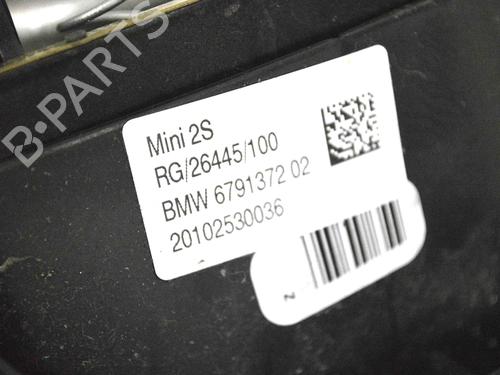 B-PARTS
Mini 2S
RG/26445/100
BMW 6791372 02
20102530036
N